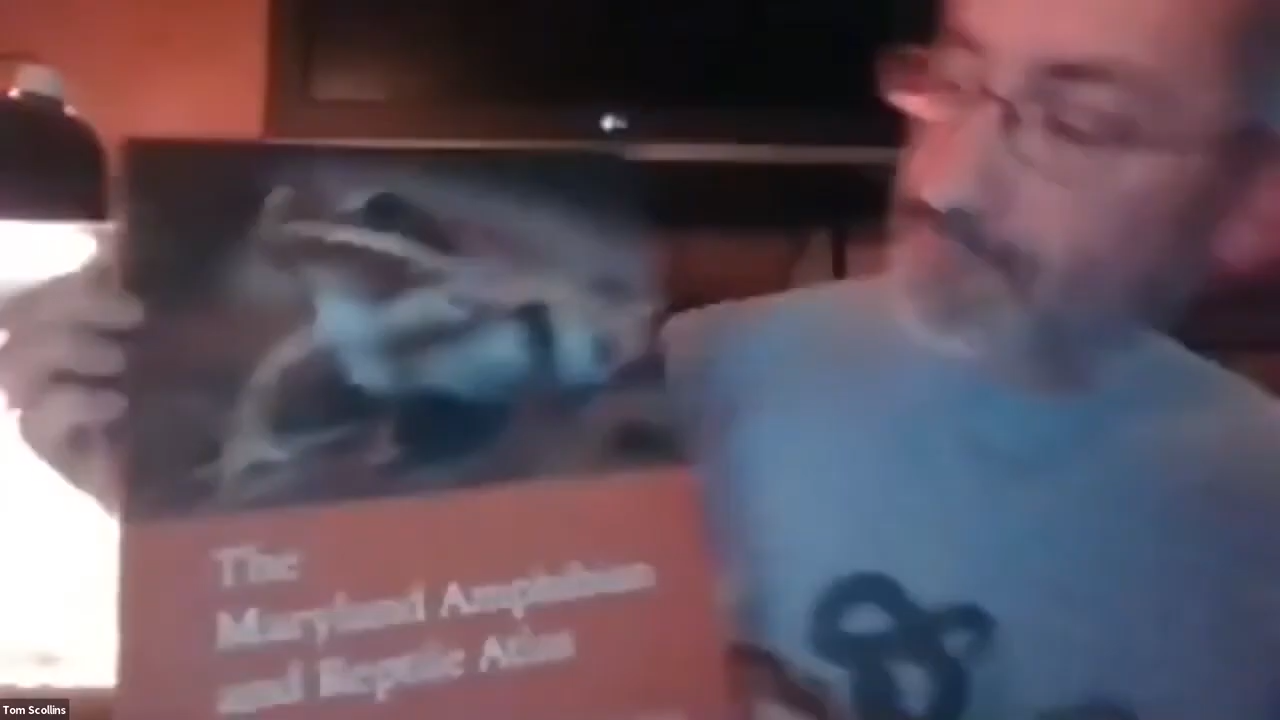 The
Maryland Amphibian
and Reptile Atlas
Tom Scollins